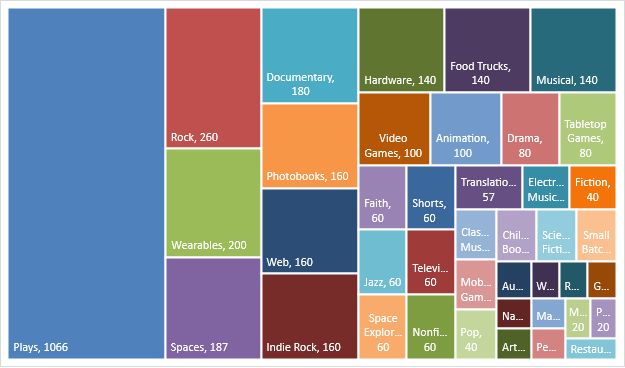 Plays, 1066
Rock, 260
Wearables, 200
Spaces, 187
Documentary,
180
Photobooks, 160
Web, 160
Indie Rock, 160
Hardware, 140
Food Trucks,
140
Musical, 140
Video
Games, 100
Animation,
100
Drama,
80
Tabletop
Games,
80
Faith,
60
Shorts,
60
Jazz, 60
Televi...
60
Space
Explor...
60
Nonfi...
60
Translatio...
57
Electr...
Music...
Fiction,
40
Clas...
Mus...
Chil...
Boo...
Scie...
Ficti...
Small
Batc...
Mob...
Gam...
Pop,
40
Au...
W...
R...
G...
Na...
Ma...
M...
20
P...
20
Art...
Pe...
Restau...